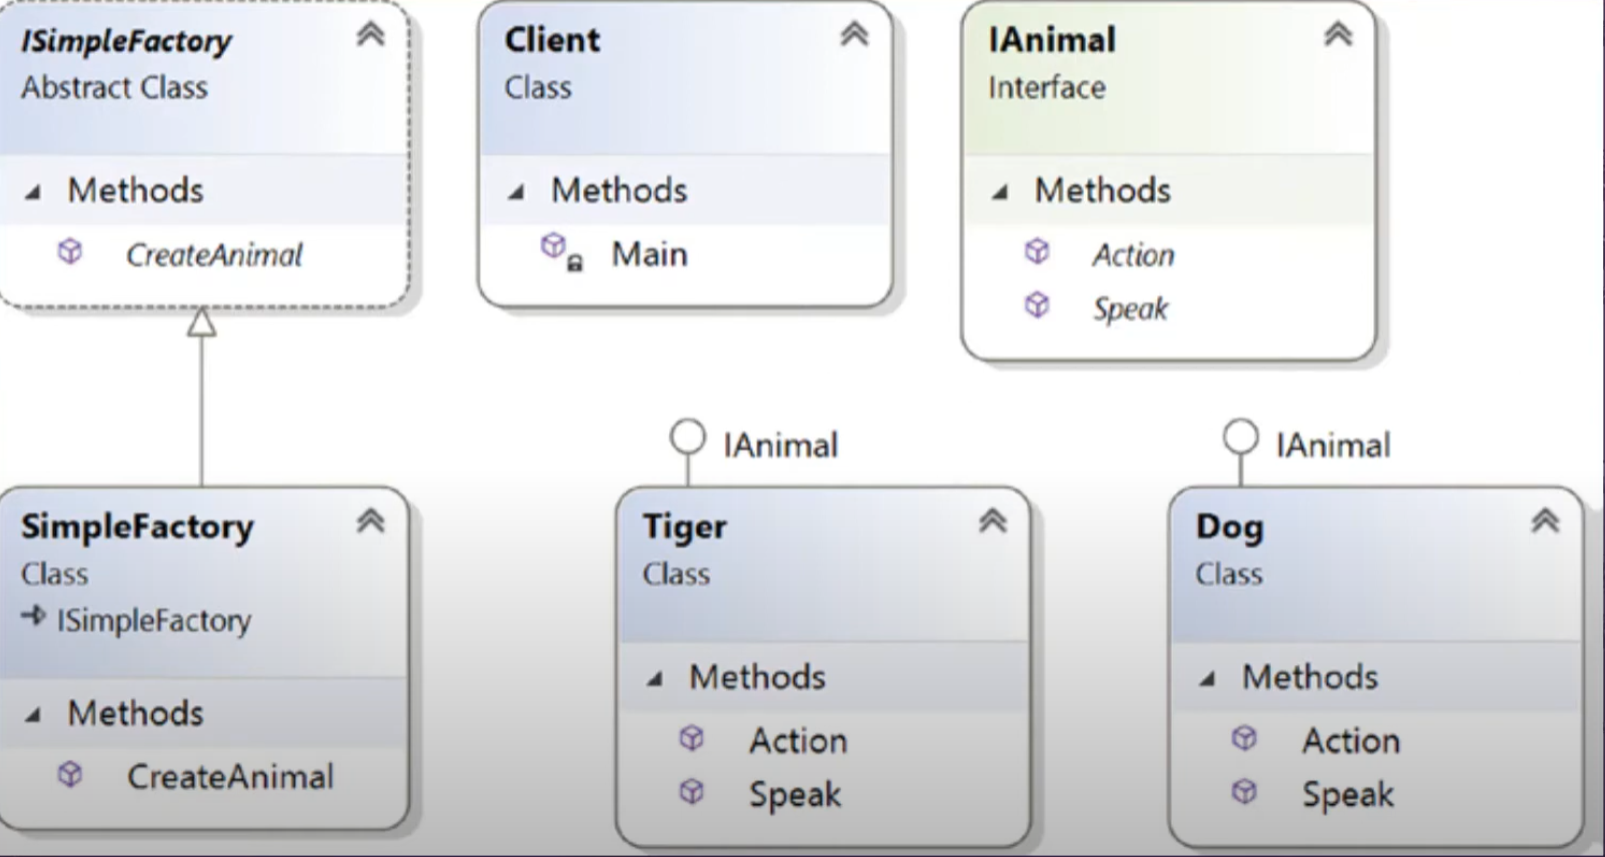 ISimpleFactory
Abstract Class
Methods
CreateAnimal
Client
Class
Methods
Main
IAnimal
Interface
Methods
Action
Speak
SimpleFactory
Class
ISimpleFactory
Methods
CreateAnimal
IAnimal
Tiger
Class
Methods
Action
Speak
IAnimal
Dog
Class
Methods
Action
Speak